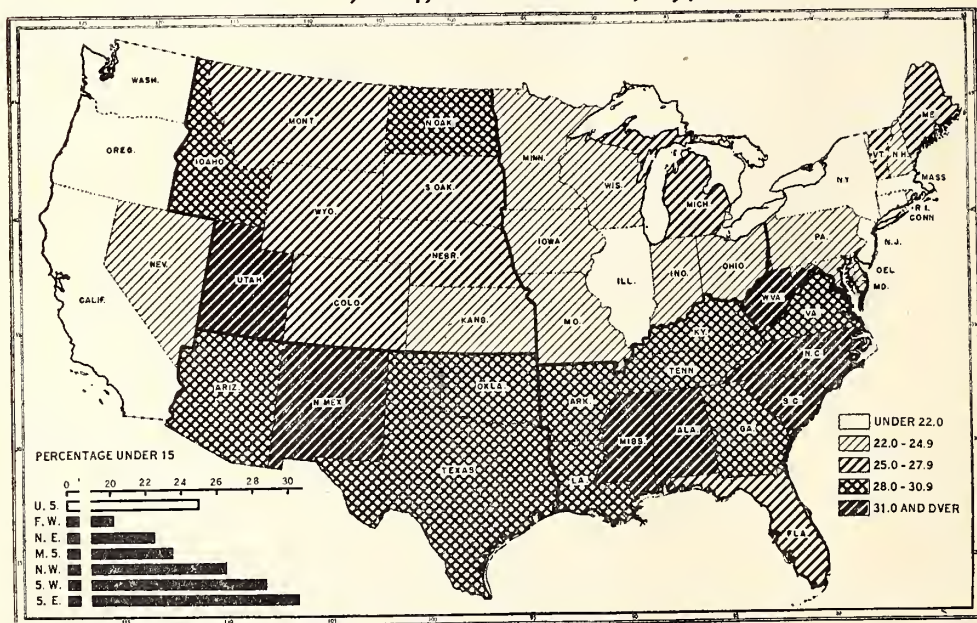 WASH.
OREG.
CALIF.
NEV.
IDAHO
MONT.
WYO.
UTAH
COLO.
ARIZ.
N.MEX.
N.DAK.
S.DAK.
NEBR.
KANS.
OKLA.
TEXAS
MINN.
IOWA
MO.
ARK.
LA.
WIS.
ILL.
MICH
IND.
OHIO.
KY.
TENN
MISS.
ALA.
GA.
FLA.
S.C.
N.C.
VA.
W.VA.
PA.
N.Y.
VT.
N.H.
ME.
MASS
R I.
CONN
N.J.
DEL
MD.
UNDER 22.0
22.0 - 24.9
25.0 - 27.9
28.0 - 30.9
31.0 AND OVER
PERCENTAGE UNDER 15
0 20 22 24 26 28 30
U. S.
F. W.
N. E.
M. S.
N. W.
S. W.
S. E.